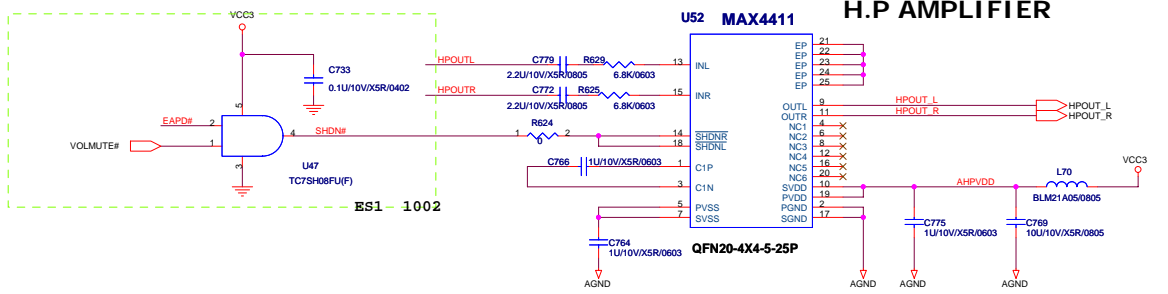 H.P AMPLIFIER
VCC3
C733
0.1U/10V/X5R/0402
5
EAPD#
2
VOLMUTE#
1
4
SHDN#
3
U47
TC7SH08FU(F)
ES1 1002
HPOUTL
C779
2.2U/10V/X5R/0805
R629
6.8K/0603
HPOUTR
C772
2.2U/10V/X5R/0805
R625
6.8K/0603
R624
1
2
0
C766
1U/10V/X5R/0603
C764
1U/10V/X5R/0603
AGND
U52
MAX4411
13
INL
15
INR
14
SHDNR
18
SHDNL
1
C1P
3
C1N
5
PVSS
7
SVSS
EP
21
EP
22
EP
23
EP
24
EP
25
OUTL
9
HPOUT_L
HPOUT_L
OUTR
11
HPOUT_R
HPOUT_R
NC1
4
NC2
6
NC3
8
NC4
12
NC5
16
NC6
20
SVDD
10
PVDD
19
PGND
2
SGND
17
QFN20-4X4-5-25P
AHPVDD
L70
BLM21A05/0805
VCC3
C775
1U/10V/X5R/0603
C769
10U/10V/X5R/0805
AGND
AGND
AGND